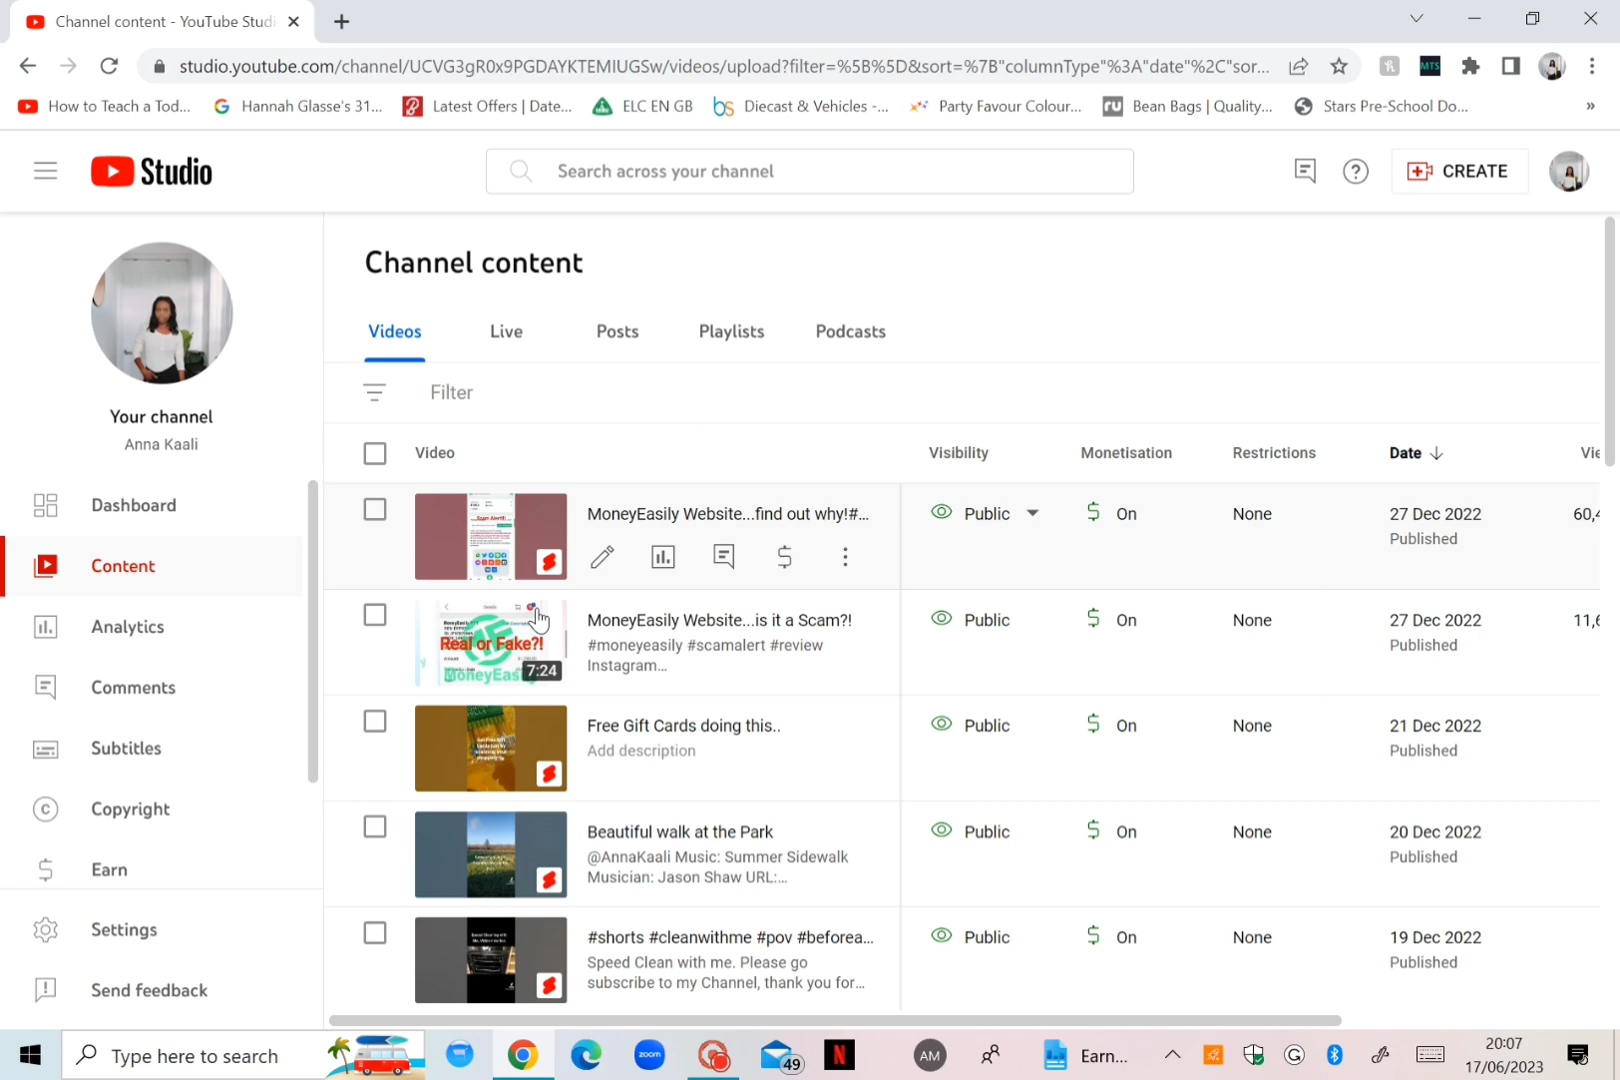 Channel content - YouTube Studi
studio.youtube.com/channel/UCVG3gR0x9PGDAYKTEMIUGSw/videos/upload?filter=%5B%5D&sort=%7B"columnType"%3A"date"%2C"sor...
MTS
How to Teach a Tod...
Hannah Glasse's 31...
Latest Offers | Date...
ELC EN GB
Diecast & Vehicles -...
Party Favour Colour...
Bean Bags | Quality...
Stars Pre-School Do...
»
Studio
Search across your channel
CREATE
Your channel
Anna Kaali
Dashboard
Content
Analytics
Comments
Subtitles
Copyright
Earn
Settings
Send feedback
Channel content
Videos
Live
Posts
Playlists
Podcasts
Filter
Video
Visibility
Monetisation
Restrictions
Date
Vie
MoneyEasily Website...find out why!#...
Public
On
None
27 Dec 2022
Published
60,4
Real or Fake?!
MoneyEasi
7:24
MoneyEasily Website...is it a Scam?!
#moneyeasily #scamalert #review
Instagram...
Public
On
None
27 Dec 2022
Published
11,6
Free Gift Cards doing this..
Add description
Public
On
None
21 Dec 2022
Published
Beautiful walk at the Park
@AnnaKaali Music: Summer Sidewalk
Musician: Jason Shaw URL:...
Public
On
None
20 Dec 2022
Published
#shorts #cleanwithme #pov #beforea...
Speed Clean with me. Please go
subscribe to my Channel, thank you for...
Public
On
None
19 Dec 2022
Published
Type here to search
zoom
49
N
AM
Earn...
20:07
17/06/2023